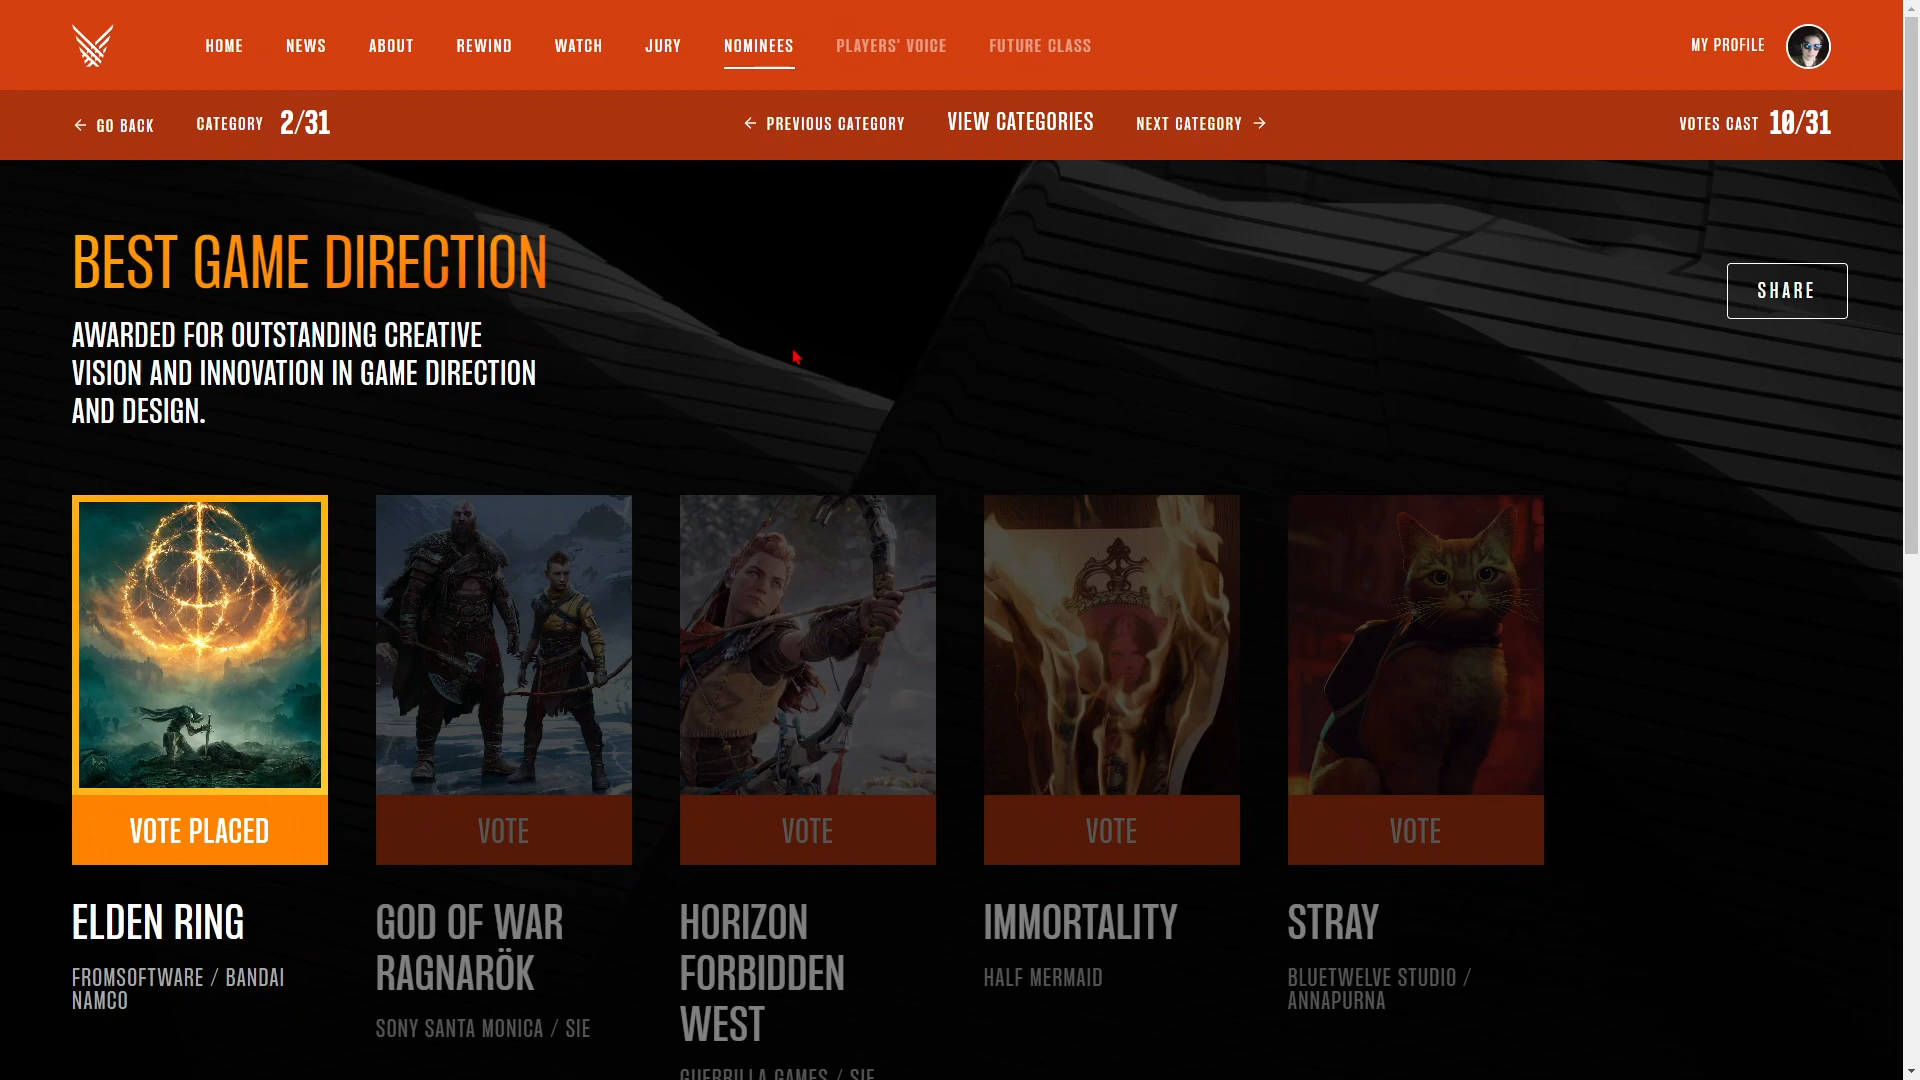 HOME NEWS ABOUT REWIND WATCH JURY NOMINEES PLAYERS' VOICE FUTURE CLASS MY PROFILE
GO BACK CATEGORY 2/31 PREVIOUS CATEGORY VIEW CATEGORIES NEXT CATEGORY VOTES CAST 10/31
BEST GAME DIRECTION
SHARE
AWARDED FOR OUTSTANDING CREATIVE
VISION AND INNOVATION IN GAME DIRECTION
AND DESIGN.
VOTE PLACED
ELDEN RING
FROMSOFTWARE / BANDAI
NAMCO
VOTE
GOD OF WAR
RAGNARÖK
SONY SANTA MONICA / SIE
VOTE
HORIZON
FORBIDDEN
WEST
GUERRILLA GAMES / SIE
VOTE
IMMORTALITY
HALF MERMAID
VOTE
STRAY
BLUETWELVE STUDIO /
ANNAPURNA